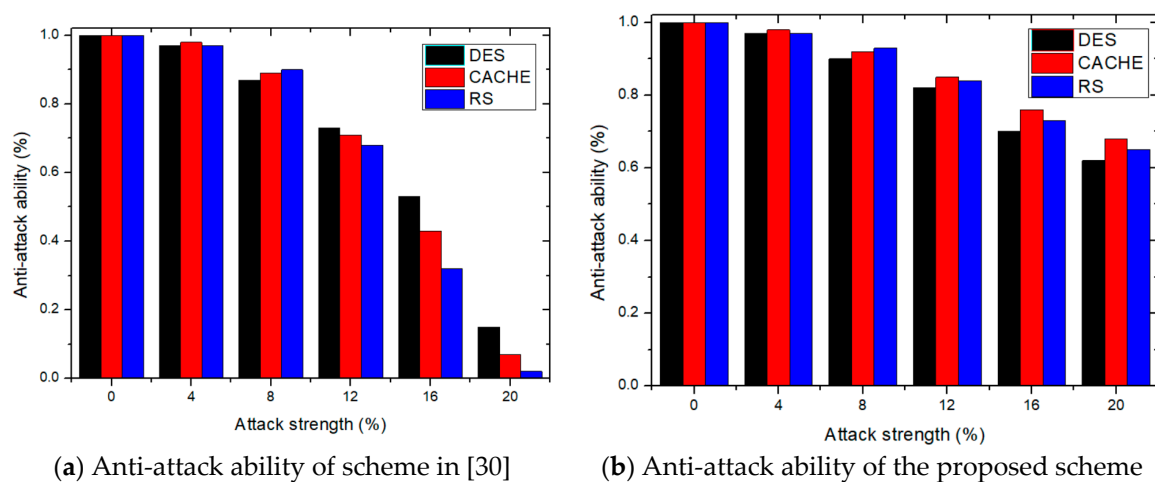 1.0
0.8
0.6
0.4
0.2
0.0
Anti-attack ability (%)
DES
CACHE
RS
0 4 8 12 16 20
Attack strength (%)
(a) Anti-attack ability of scheme in [30]
1.0
0.8
0.6
0.4
0.2
0.0
Anti-attack ability (%)
DES
CACHE
RS
0 4 8 12 16 20
Attack strength (%)
(b) Anti-attack ability of the proposed scheme